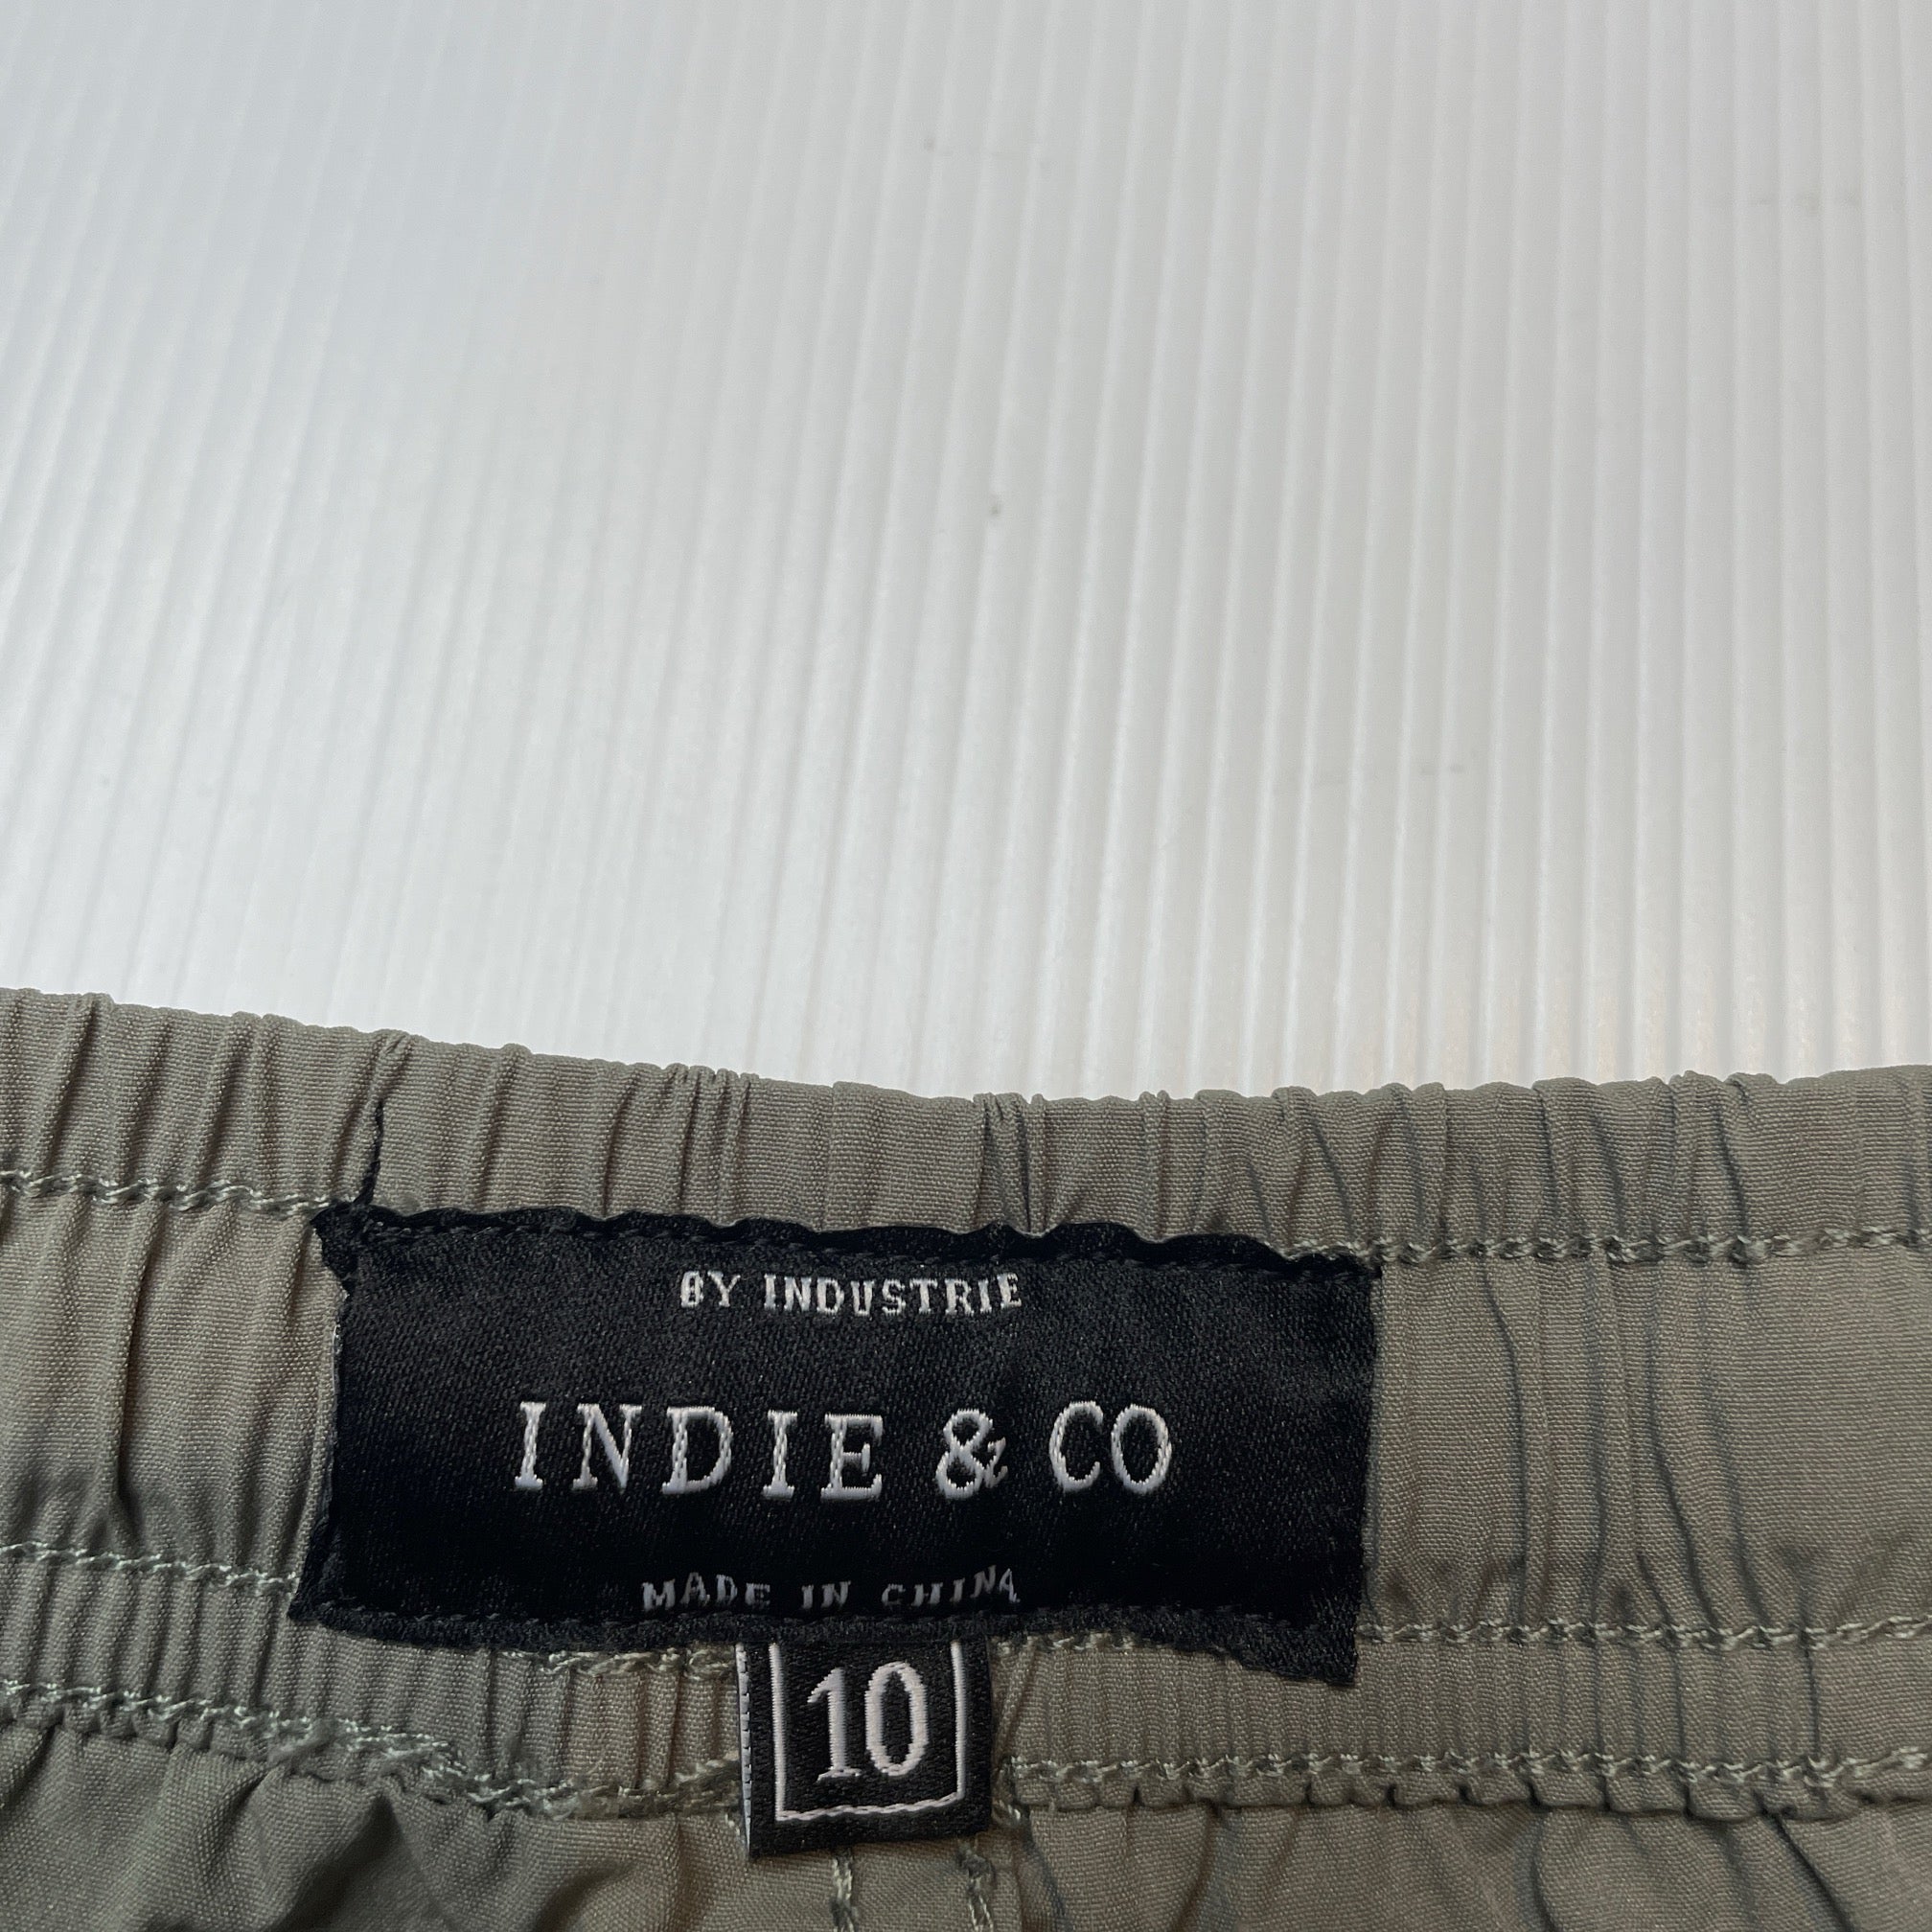 BY INDUSTRIE
INDIE & CO
MADE IN CHINA
10